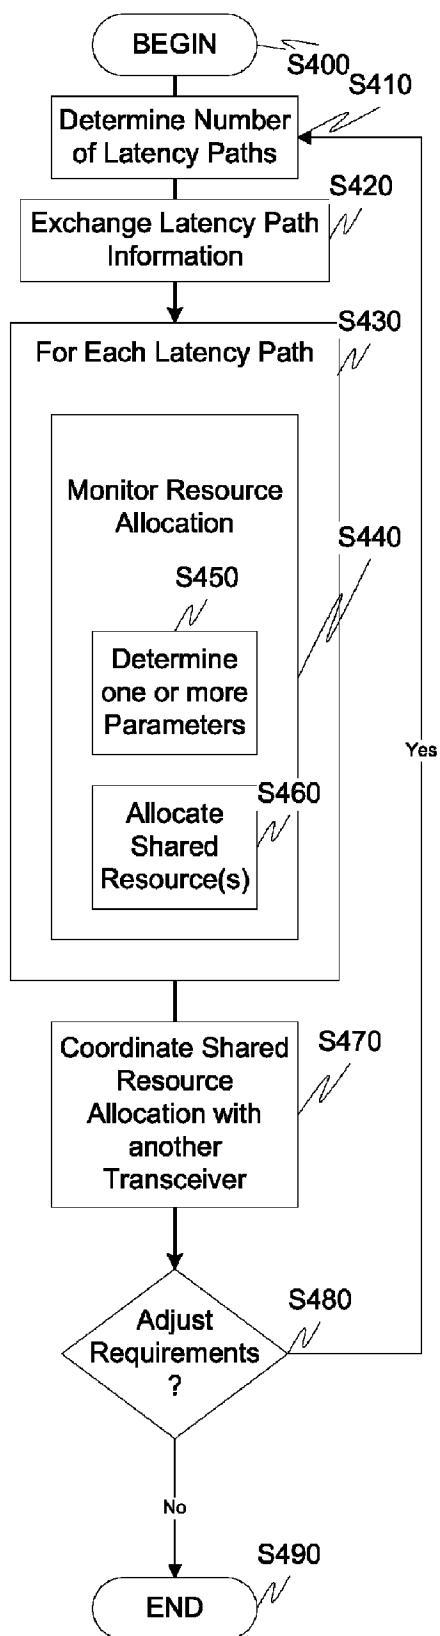 BEGIN
S400
S410
Determine Number
of Latency Paths
S420
Exchange Latency Path
Information
S430
For Each Latency Path
Monitor Resource
Allocation
S440
S450
Determine
one or more
Parameters
Yes
S460
Allocate
Shared
Resource(s)
Coordinate Shared
Resource
Allocation with
another
Transceiver
S470
S480
Adjust
Requirements
?
No
S490
END